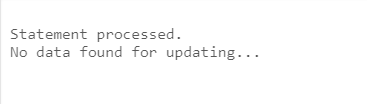 Statement processed.
No data found for updating...